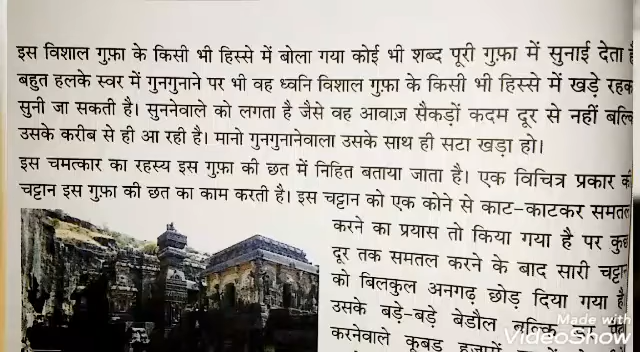 इस विशाल गुफ़ा के किसी भी हिस्से में बोला गया कोई भी शब्द पूरी गुफ़ा में सुनाई देता
बहुत हलके स्वर में गुनगुनाने पर भी वह ध्वनि विशाल गुफ़ा के किसी भी हिस्से में खड़े रहक
सुनी जा सकती है। सुननेवाले को लगता है जैसे वह आवाज़ सैकड़ों कदम दूर से नहीं बल्कि
उसके करीब से ही आ रही है। मानो गुनगुनानेवाला उसके साथ ही सटा खड़ा हो।
इस चमत्कार का रहस्य इस गुफ़ा की छत में निहित बताया जाता है। एक विचित्र प्रकार की
चट्टान इस गुफ़ा की छत का काम करती है। इस चट्टान को एक कोने से काट-काटकर समतल
करने का प्रयास तो किया गया है पर कुछ
दूर तक समतल करने के बाद सारी चट्टान
को बिलकुल अनगढ़ छोड़ दिया गया है।
उसके बड़े-बड़े बेडौल
करनेवाले कूबड़
Made with
VideoShow